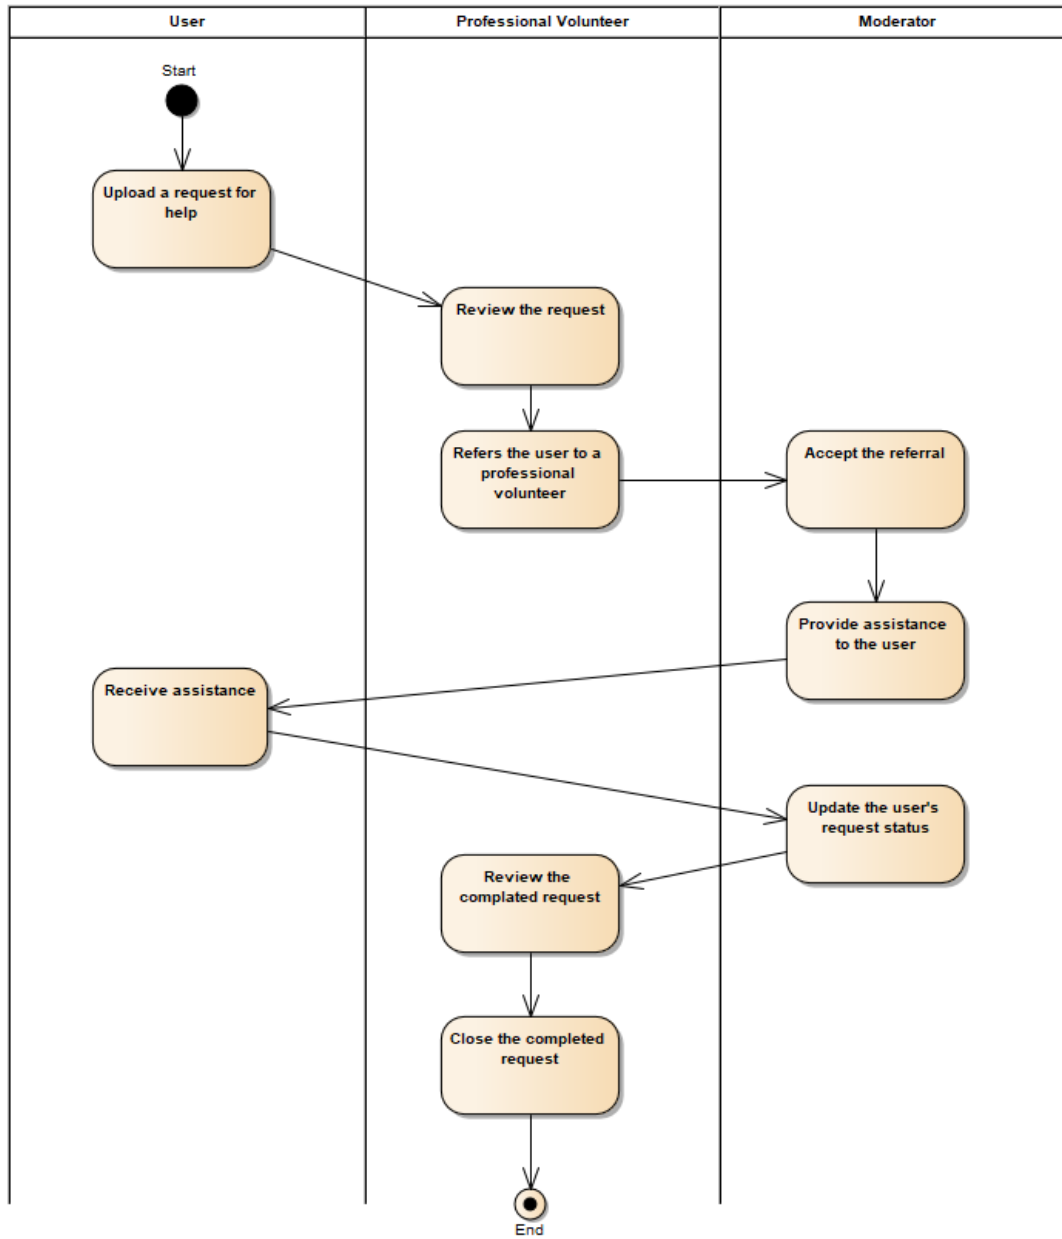 User
Professional Volunteer
Moderator
Start
Upload a request for
help
Review the request
Refers the user to a
professional
volunteer
Accept the referral
Provide assistance
to the user
Receive assistance
Update the user's
request status
Review the
complated request
Close the completed
request
End